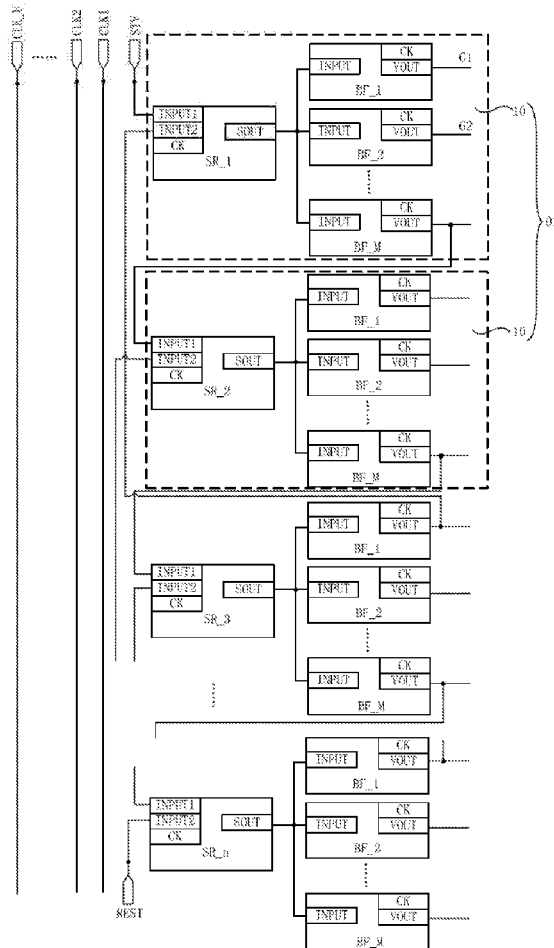 CLK_N
CLK2
CLK1
STV
CK
INPUT
VOUT
G1
BF_1
10
CK
INPUT
VOUT
G2
BF_2
INPUT1
INPUT2
SOUT
CK
SR_1
CK
INPUT
VOUT
BF_M
CK
INPUT
VOUT
BF_1
10
INPUT1
INPUT2
SOUT
CK
SR_2
CK
INPUT
VOUT
BF_2
CK
INPUT
VOUT
BF_M
CK
INPUT
VOUT
BF_1
INPUT1
INPUT2
SOUT
CK
SR_3
CK
INPUT
VOUT
BF_2
CK
INPUT
VOUT
BF_M
CK
INPUT
VOUT
BF_1
INPUT1
INPUT2
SOUT
CK
SR_n
CK
INPUT
VOUT
BF_2
REST
CK
INPUT
VOUT
BF_M